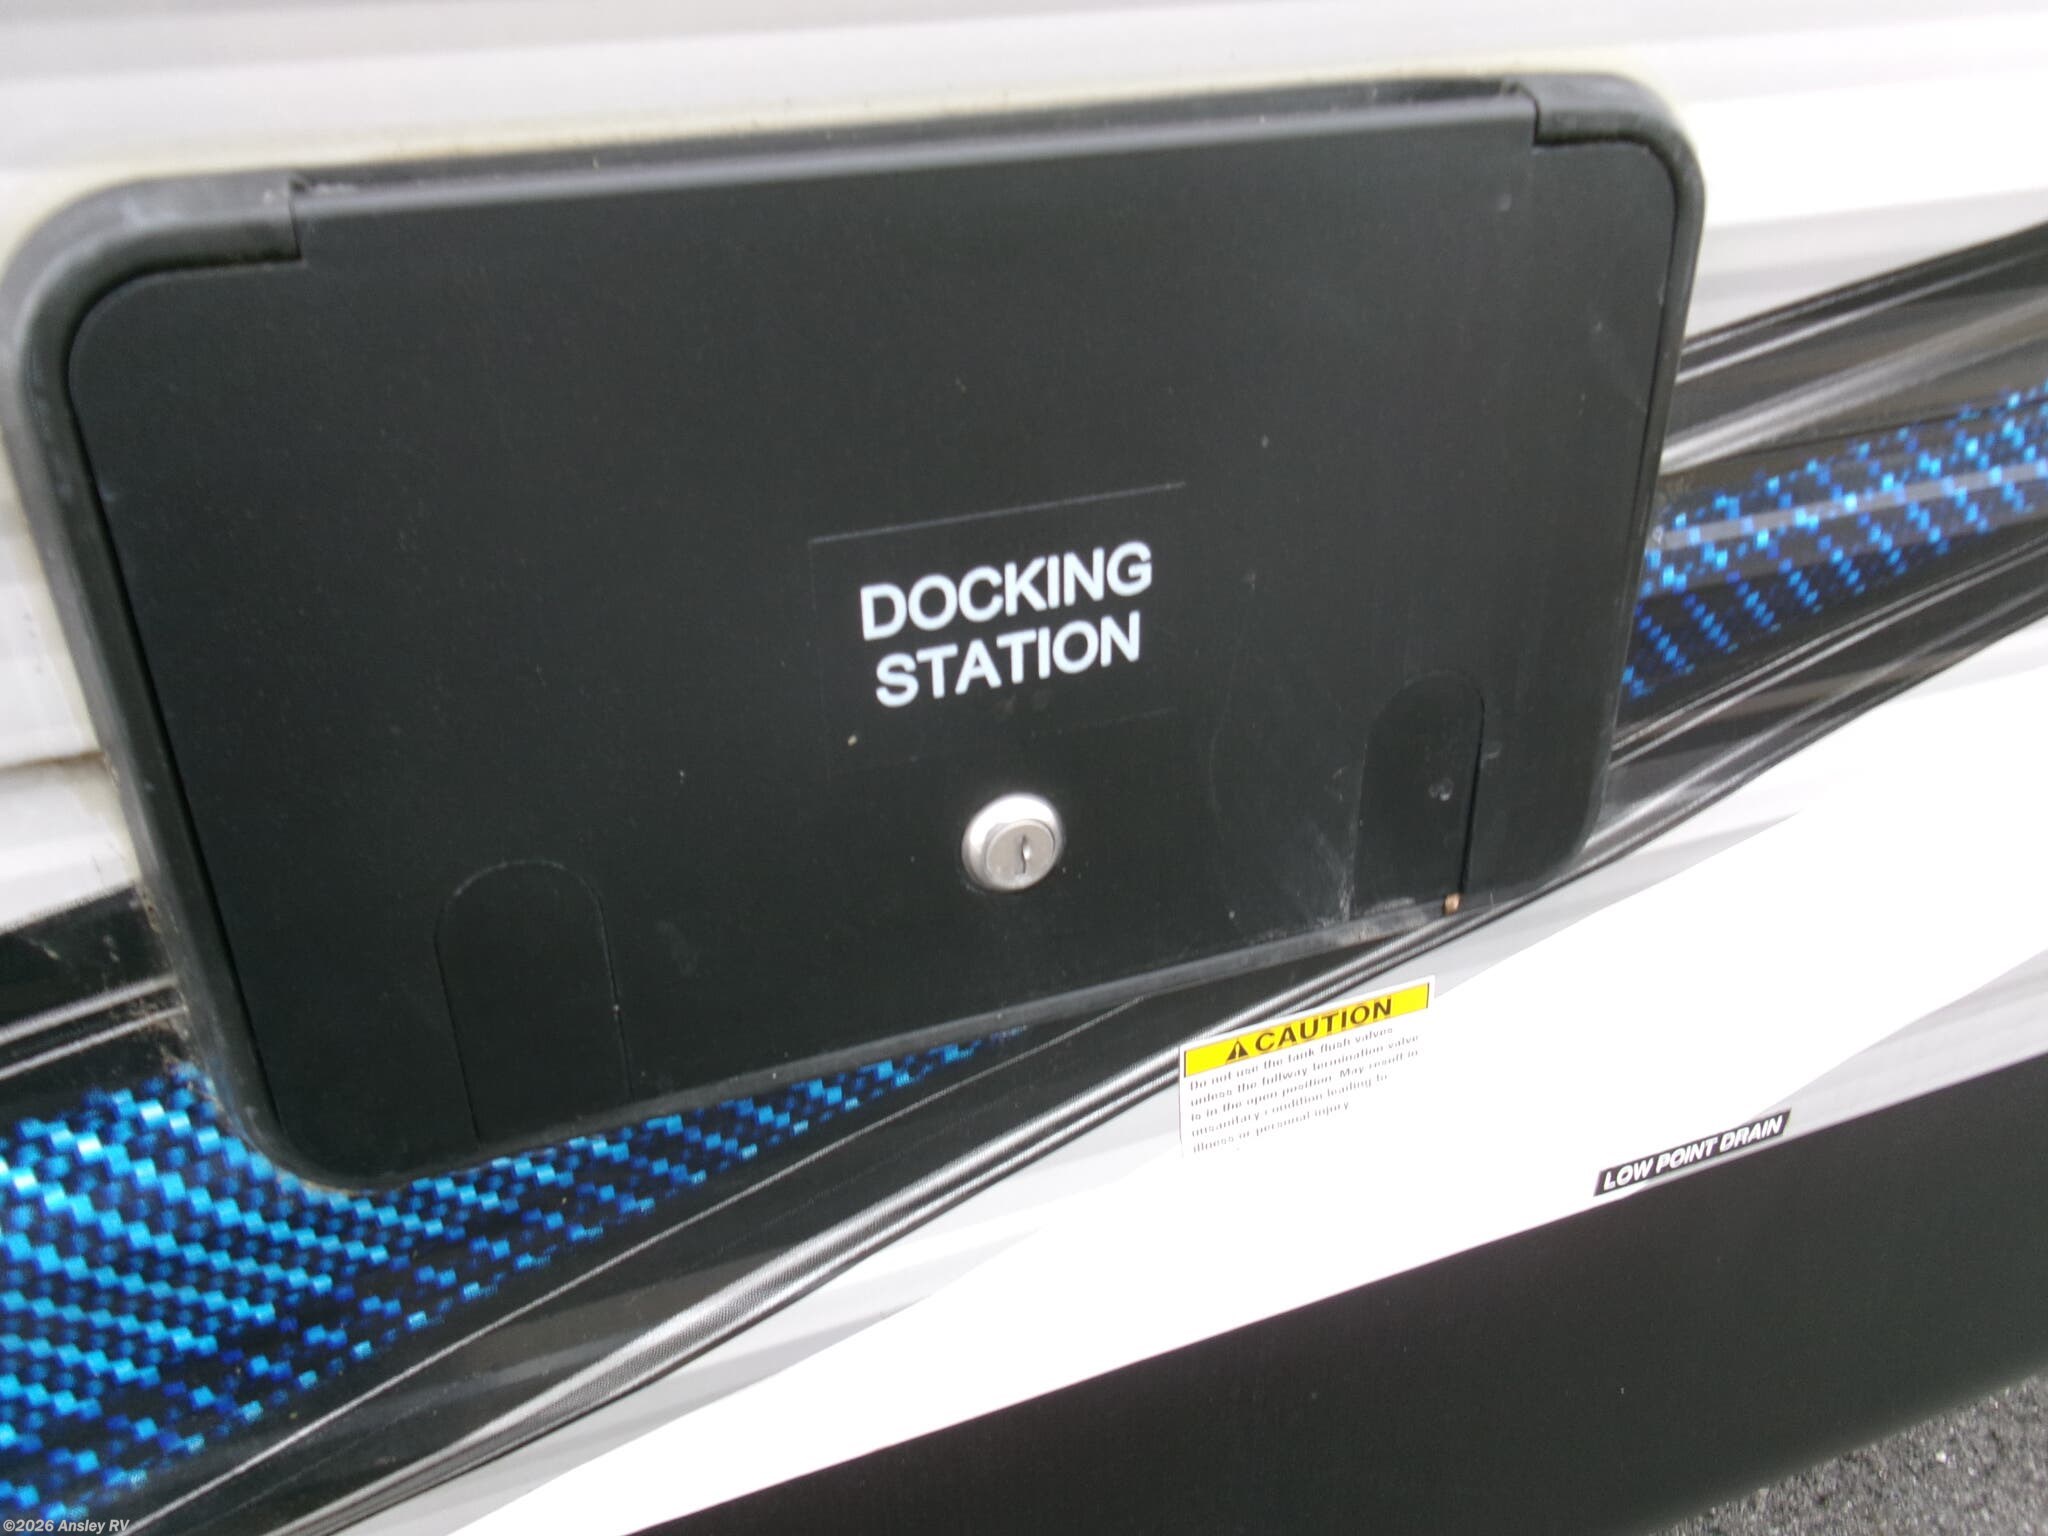 DOCKING
STATION
CAUTION
Do not use the tank flush valves
unless the fullway termination valve
is in the open position. May result in
unsanitary condition leading to
illness or personal injury
LOW POINT DRAIN
©2026 Ansley RV